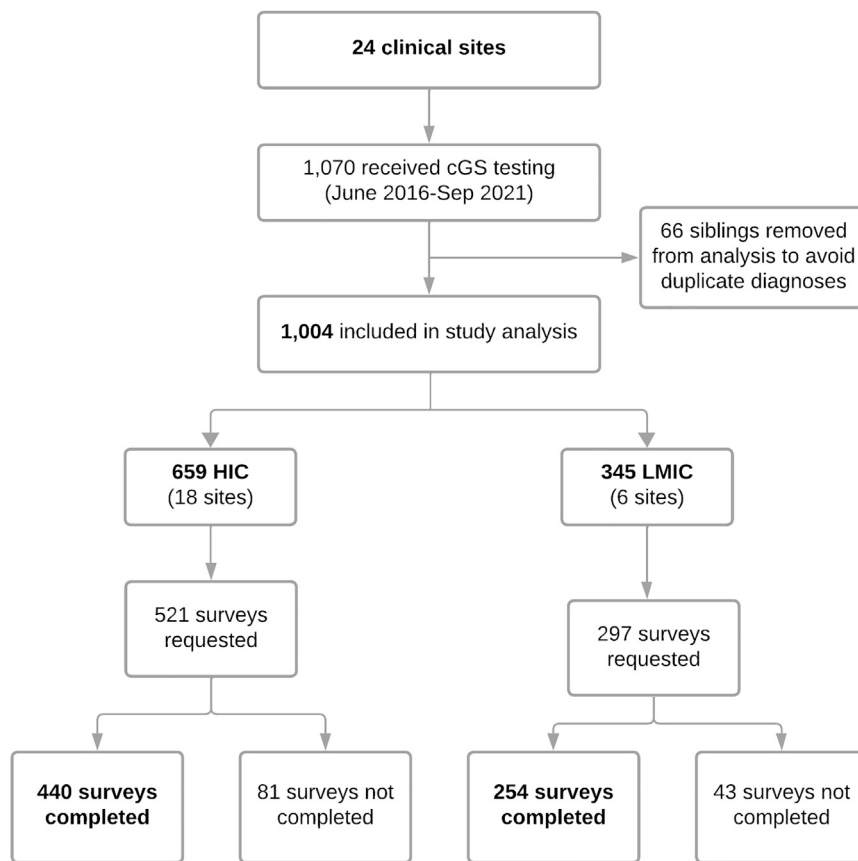 24 clinical sites
1,070 received cGS testing
(June 2016-Sep 2021)
66 siblings removed
from analysis to avoid
duplicate diagnoses
1,004 included in study analysis
659 HIC
(18 sites)
345 LMIC
(6 sites)
521 surveys
requested
297 surveys
requested
440 surveys
completed
81 surveys not
completed
254 surveys
completed
43 surveys not
completed